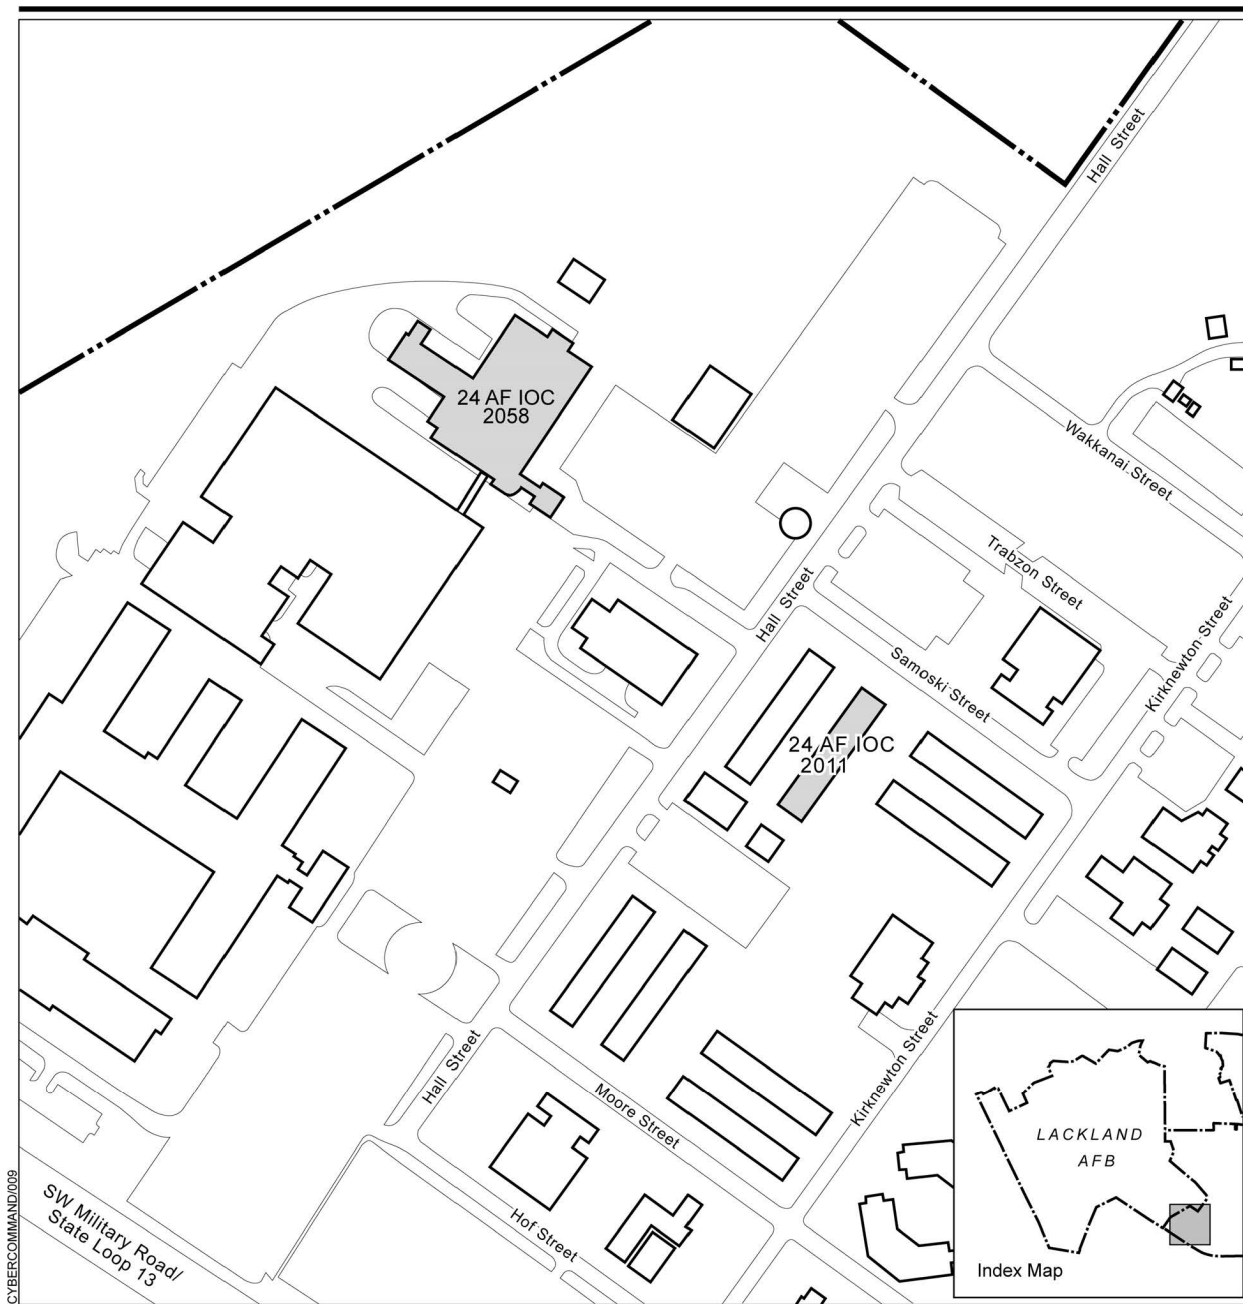 Hall Street
24 AF IOC
2058
Wakkanai Street
Trabzon Street
Hall Street
Kirknewton Street
Samoski Street
24 AF IOC
2011
Hall Street
Moore Street
Kirknewton Street
Hof Street
SW Military Road/
State Loop 13
LACKLAND
AFB
Index Map
CYBERCOMMAND/009